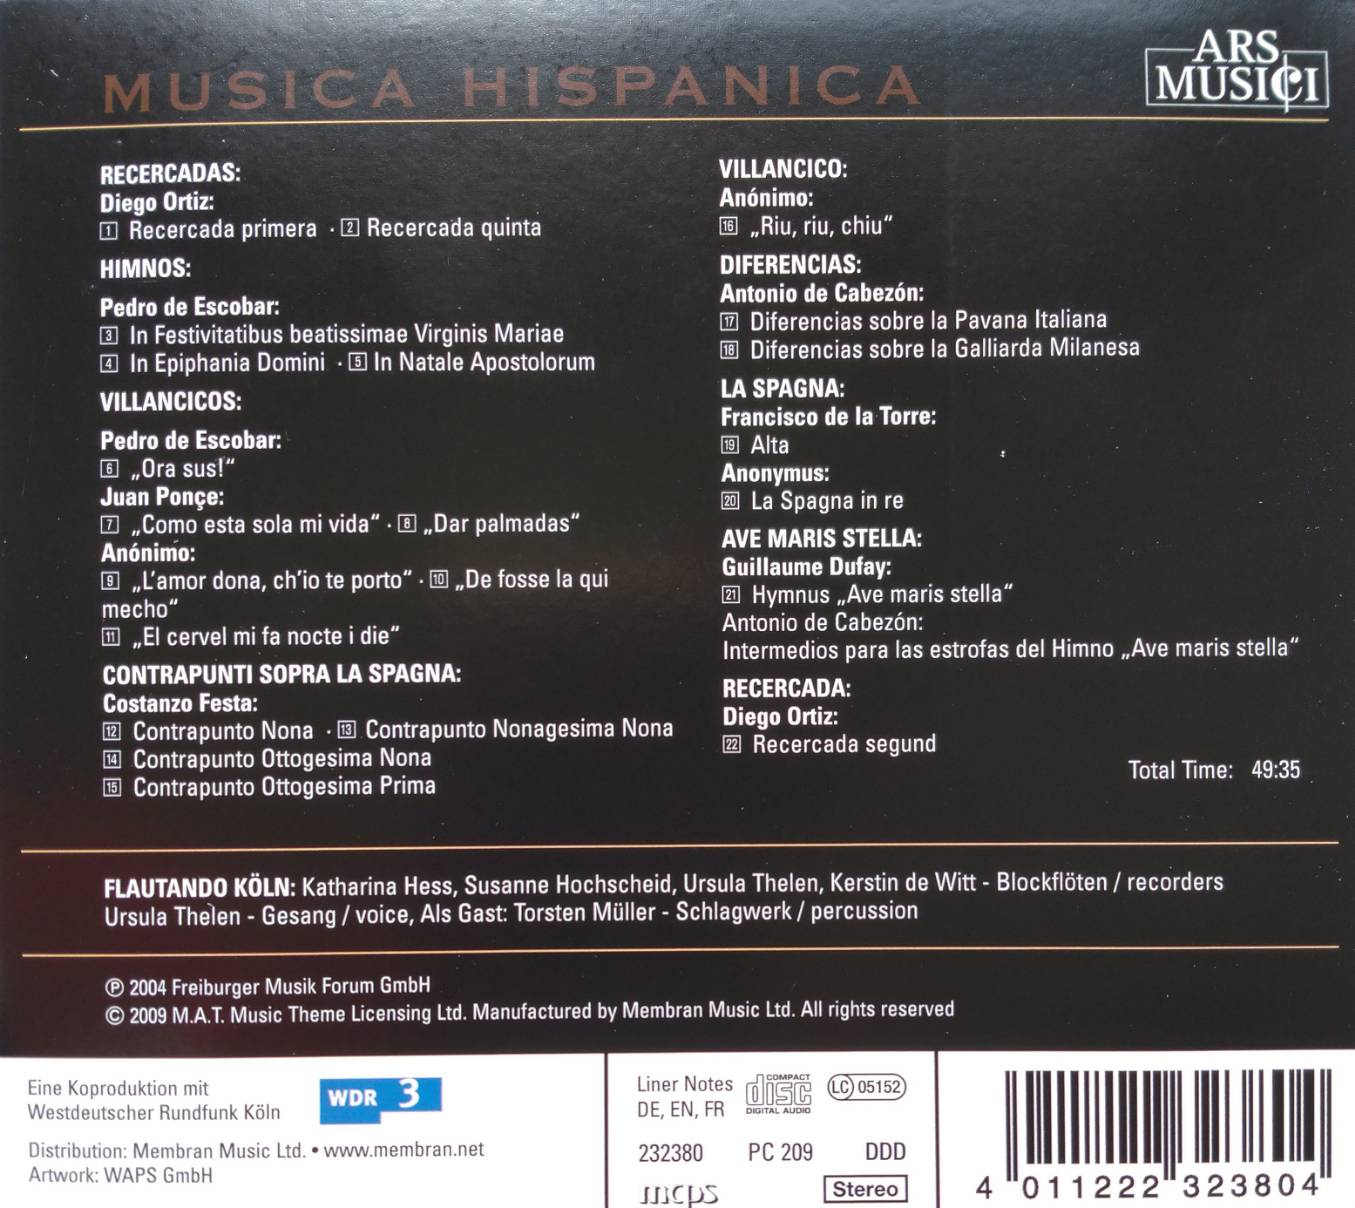 MUSICA HISPANICA
ARS
MUSICI
RECERCADAS:
Diego Ortiz:
1 Recercada primera · 2 Recercada quinta
HIMNOS:
Pedro de Escobar:
3 In Festivitatibus beatissimae Virginis Mariae
4 In Epiphania Domini · 5 In Natale Apostolorum
VILLANCICOS:
Pedro de Escobar:
6 „Ora sus!“
Juan Ponçe:
7 „Como esta sola mi vida“ · 8 „Dar palmadas“
Anónimo:
9 „L’amor dona, ch’io te porto“ · 10 „De fosse la qui
mecho“
11 „El cervel mi fa nocte i die“
CONTRAPUNTI SOPRA LA SPAGNA:
Costanzo Festa:
12 Contrapunto Nona · 13 Contrapunto Nonagesima Nona
14 Contrapunto Ottogesima Nona
15 Contrapunto Ottogesima Prima
VILLANCICO:
Anónimo:
16 „Riu, riu, chiu“
DIFERENCIAS:
Antonio de Cabezón:
17 Diferencias sobre la Pavana Italiana
18 Diferencias sobre la Galliarda Milanesa
LA SPAGNA:
Francisco de la Torre:
19 Alta
Anonymus:
20 La Spagna in re
AVE MARIS STELLA:
Guillaume Dufay:
21 Hymnus „Ave maris stella“
Antonio de Cabezón:
Intermedios para las estrofas del Himno „Ave maris stella“
RECERCADA:
Diego Ortiz:
22 Recercada segund
Total Time: 49:35
FLAUTANDO KÖLN: Katharina Hess, Susanne Hochscheid, Ursula Thelen, Kerstin de Witt - Blockflöten / recorders
Ursula Thelen - Gesang / voice, Als Gast: Torsten Müller - Schlagwerk / percussion
℗ 2004 Freiburger Musik Forum GmbH
© 2009 M.A.T. Music Theme Licensing Ltd. Manufactured by Membran Music Ltd. All rights reserved
Eine Koproduktion mit
Westdeutscher Rundfunk Köln
WDR 3
Distribution: Membran Music Ltd. • www.membran.net
Artwork: WAPS GmbH
Liner Notes
DE, EN, FR
COMPACT
disc
DIGITAL AUDIO
LC 05152
232380 PC 209 DDD
mcps
Stereo
4 011222 323804